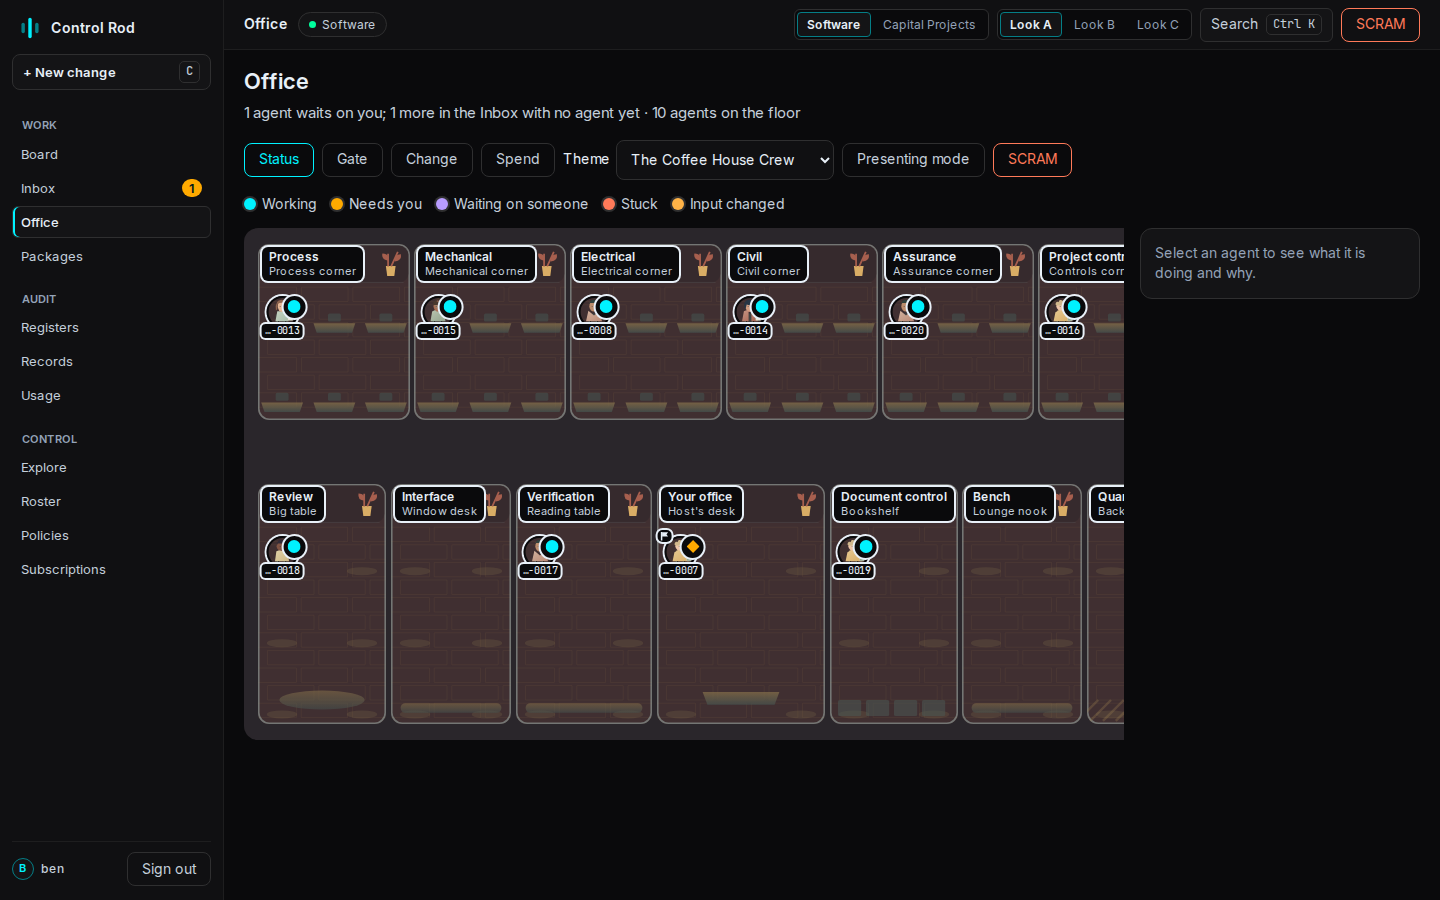 Control Rod
+ New change
C
WORK
Board
Inbox
1
Office
Packages
AUDIT
Registers
Records
Usage
CONTROL
Explore
Roster
Policies
Subscriptions
B
ben
Sign out
Office
Software
Software
Capital Projects
Look A
Look B
Look C
Search
Ctrl K
SCRAM
Office
1 agent waits on you; 1 more in the Inbox with no agent yet · 10 agents on the floor
Status
Gate
Change
Spend
Theme
The Coffee House Crew
Presenting mode
SCRAM
Working
Needs you
Waiting on someone
Stuck
Input changed
Process
Process corner
…-0013
Mechanical
Mechanical corner
…-0015
Electrical
Electrical corner
…-0008
Civil
Civil corner
…-0014
Assurance
Assurance corner
…-0020
Project contr
Controls corr
…-0016
Review
Big table
…-0018
Interface
Window desk
Verification
Reading table
…-0017
Your office
Host's desk
…-0007
Document control
Bookshelf
…-0019
Bench
Lounge nook
Quar
Back
Select an agent to see what it is
doing and why.